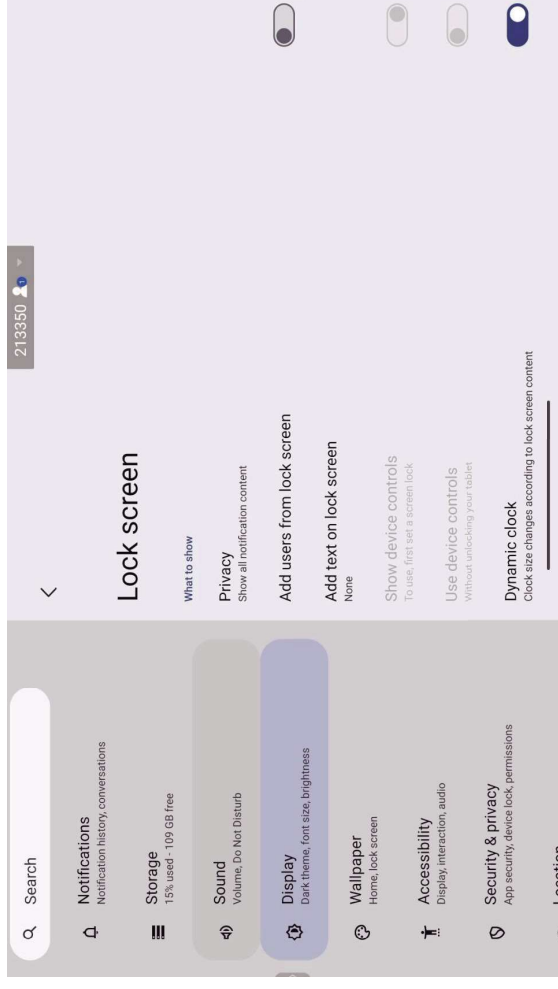 213350
Search
Notifications
Notification history, conversations
Storage
15% used - 109 GB free
Sound
Volume, Do Not Disturb
Display
Dark theme, font size, brightness
Wallpaper
Home, lock screen
Accessibility
Display, interaction, audio
Security & privacy
App security, device lock, permissions
Location
Lock screen
What to show
Privacy
Show all notification content
Add users from lock screen
Add text on lock screen
None
Show device controls
To use, first set a screen lock
Use device controls
Without unlocking your tablet
Dynamic clock
Clock size changes according to lock screen content